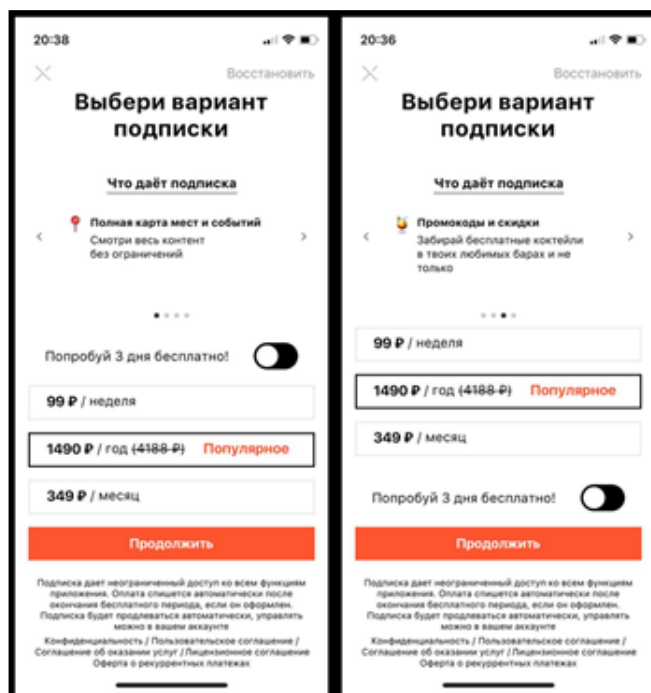 20:38
Восстановить
Выбери вариант
подписки
Что даёт подписка
Полная карта мест и событий
Смотри весь контент
без ограничений
Попробуй 3 дня бесплатно!
99 ₽ / неделя
1490 ₽ / год (4188 ₽) Популярное
349 ₽ / месяц
Продолжить
Подписка дает неограниченный доступ ко всем функциям
приложения. Оплата спишется автоматически после
окончания бесплатного периода, если он оформлен.
Подписка будет продлеваться автоматически, управлять
можно в вашем аккаунте
Конфиденциальность / Пользовательское соглашение /
Соглашение об оказании услуг / Лицензионное соглашение
Оферта о рекуррентных платежах
20:36
Восстановить
Выбери вариант
подписки
Что даёт подписка
Промокоды и скидки
Забирай бесплатные коктейли
в твоих любимых барах и не
только
99 ₽ / неделя
1490 ₽ / год (4188 ₽) Популярное
349 ₽ / месяц
Попробуй 3 дня бесплатно!
Продолжить
Подписка дает неограниченный доступ ко всем функциям
приложения. Оплата спишется автоматически после
окончания бесплатного периода, если он оформлен.
Подписка будет продлеваться автоматически, управлять
можно в вашем аккаунте
Конфиденциальность / Пользовательское соглашение /
Соглашение об оказании услуг / Лицензионное соглашение
Оферта о рекуррентных платежах